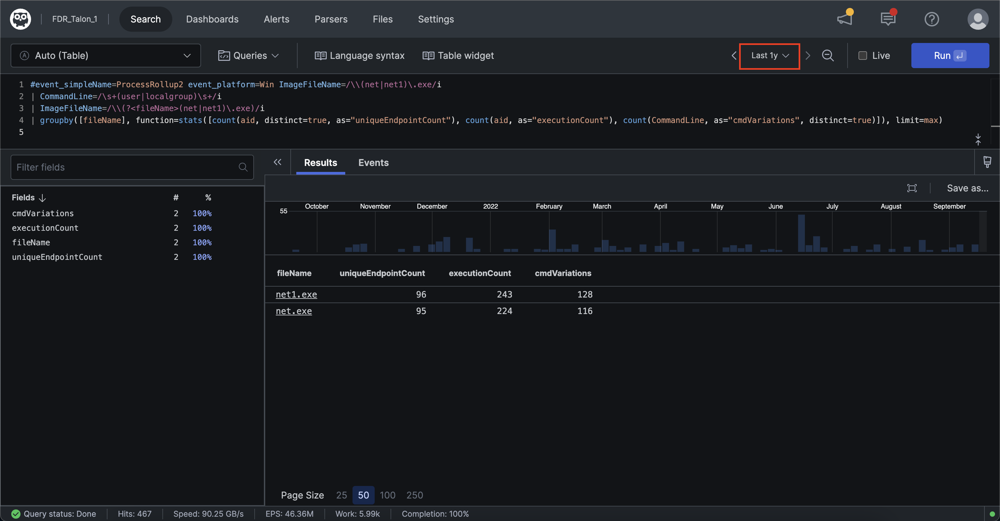 FDR_Talon_1 Search Dashboards Alerts Parsers Files Settings
A Auto (Table) Queries Language syntax Table widget Last 1y Live Run
1 #event_simpleName=ProcessRollup2 event_platform=Win ImageFileName=/\\(net|net1)\.exe/i
2 | CommandLine=/\s+(user|localgroup)\s+/i
3 | ImageFileName=/\\(?<fileName>(net|net1)\.exe)/i
4 | groupby([fileName], function=stats([count(aid, distinct=true, as="uniqueEndpointCount"), count(aid, as="executionCount"), count(CommandLine, as="cmdVariations", distinct=true)]), limit=max)
5
Filter fields
Results Events
Save as...
Fields # %
cmdVariations 2 100%
executionCount 2 100%
fileName 2 100%
uniqueEndpointCount 2 100%
October November December 2022 February March April May June July August September
55
fileName uniqueEndpointCount executionCount cmdVariations
net1.exe 96 243 128
net.exe 95 224 116
Page Size 25 50 100 250
Query status: Done Hits: 467 Speed: 90.25 GB/s EPS: 46.36M Work: 5.99k Completion: 100%